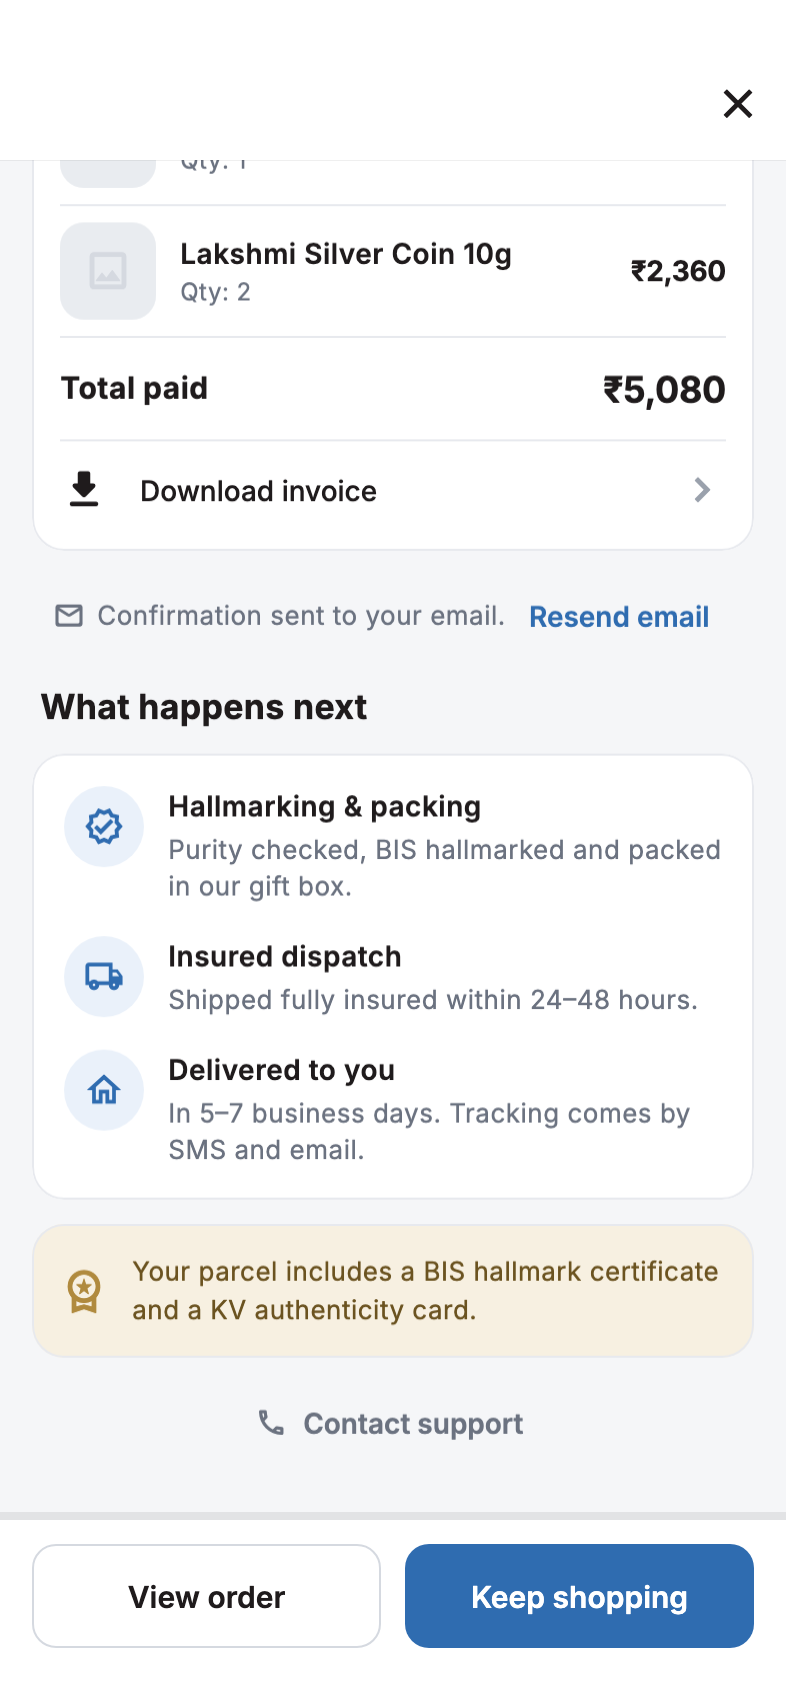 Qty: 1
Lakshmi Silver Coin 10g
Qty: 2
₹2,360
Total paid
₹5,080
Download invoice
Confirmation sent to your email. Resend email
What happens next
Hallmarking & packing
Purity checked, BIS hallmarked and packed
in our gift box.
Insured dispatch
Shipped fully insured within 24–48 hours.
Delivered to you
In 5–7 business days. Tracking comes by
SMS and email.
Your parcel includes a BIS hallmark certificate
and a KV authenticity card.
Contact support
View order
Keep shopping